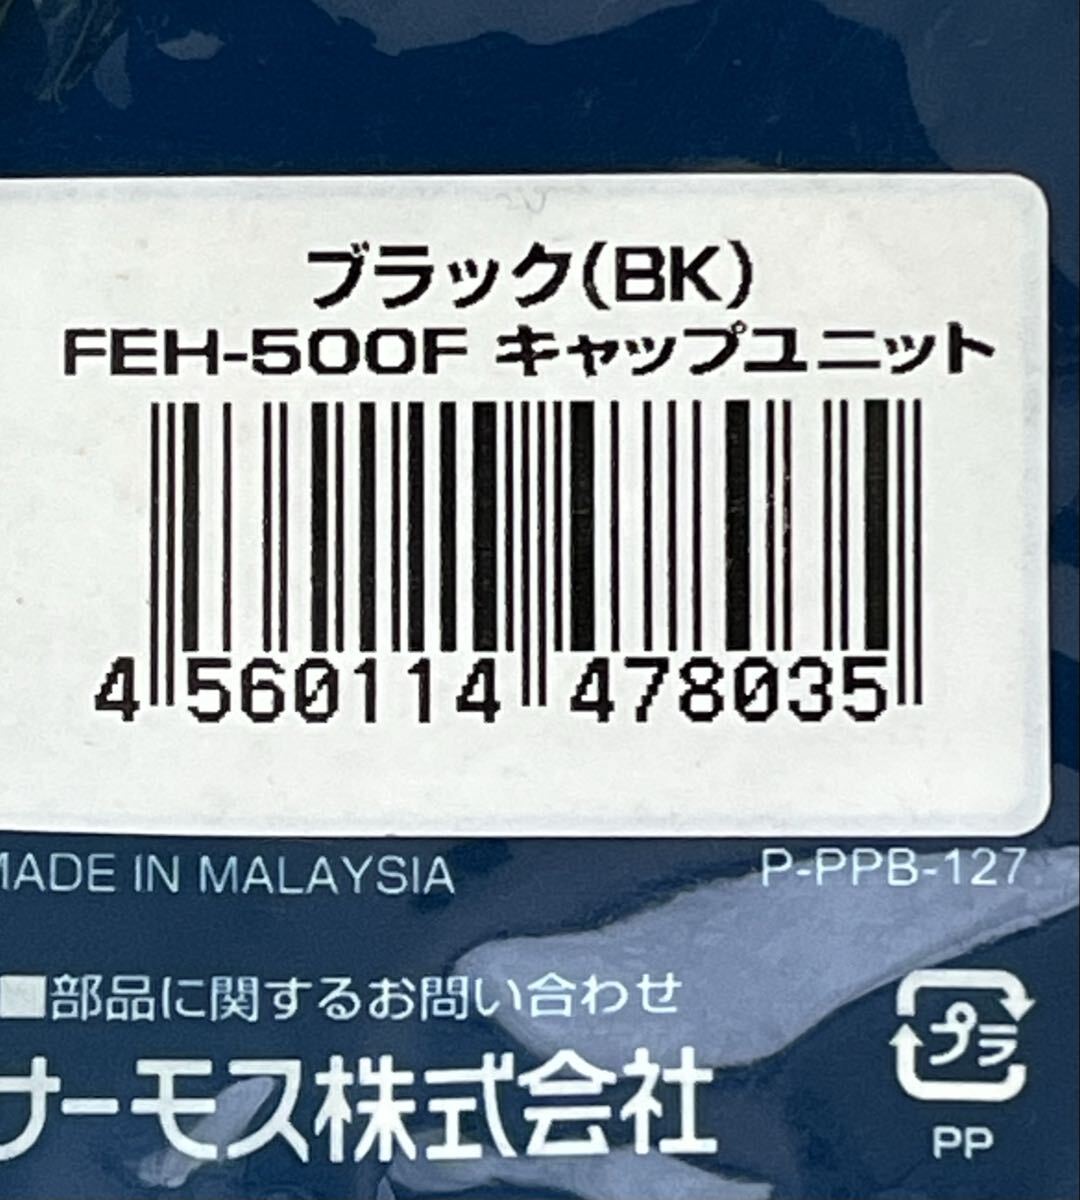 ブラック(BK)
FEH-500F キャップユニット
4 560114 478035
MADE IN MALAYSIA
P-PPB-127
■部品に関するお問い合わせ
サーモス株式会社
プラ
PP